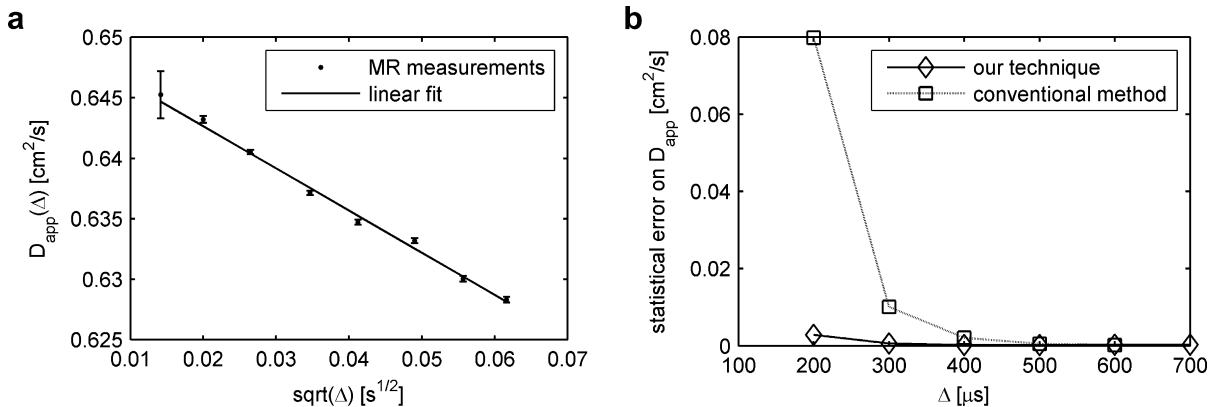 a
0.65
0.645
0.64
0.635
0.63
0.625
0.01
0.02
0.03
0.04
0.05
0.06
0.07
D_app(Δ) [cm²/s]
sqrt(Δ) [s^1/2]
MR measurements
linear fit
b
0.08
0.06
0.04
0.02
0
100
200
300
400
500
600
700
statistical error on D_app [cm²/s]
Δ [μs]
our technique
conventional method